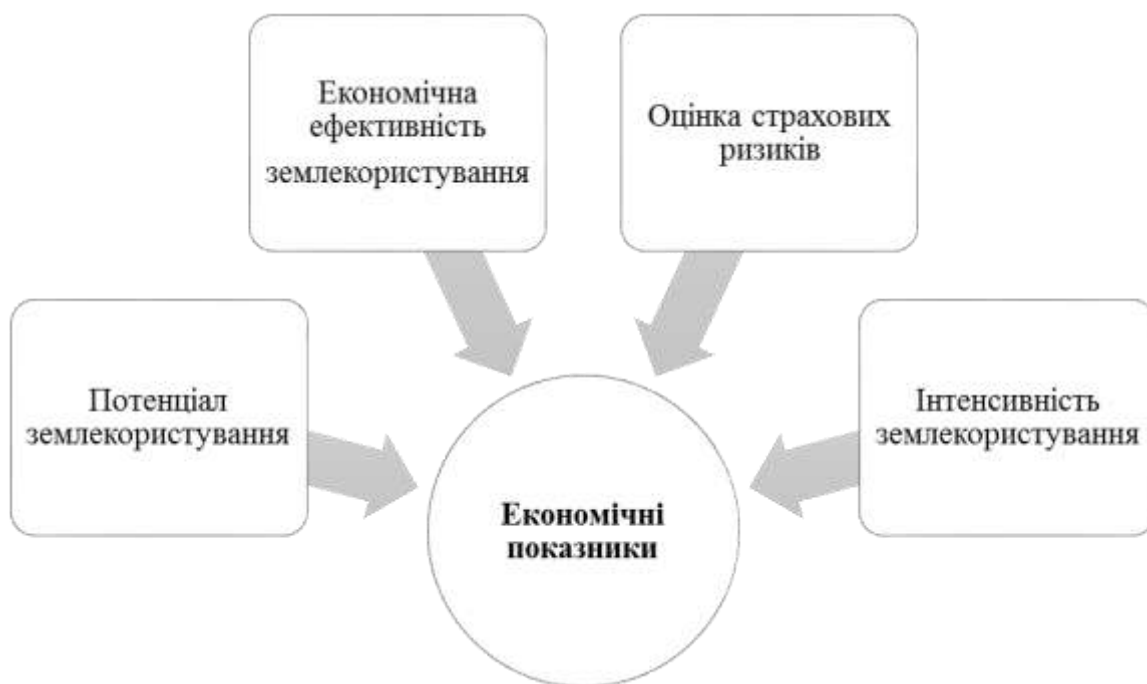 Економічна
ефективність
землекористування
Оцінка страхових
ризиків
Потенціал
землекористування
Інтенсивність
землекористування
Економічні
показники